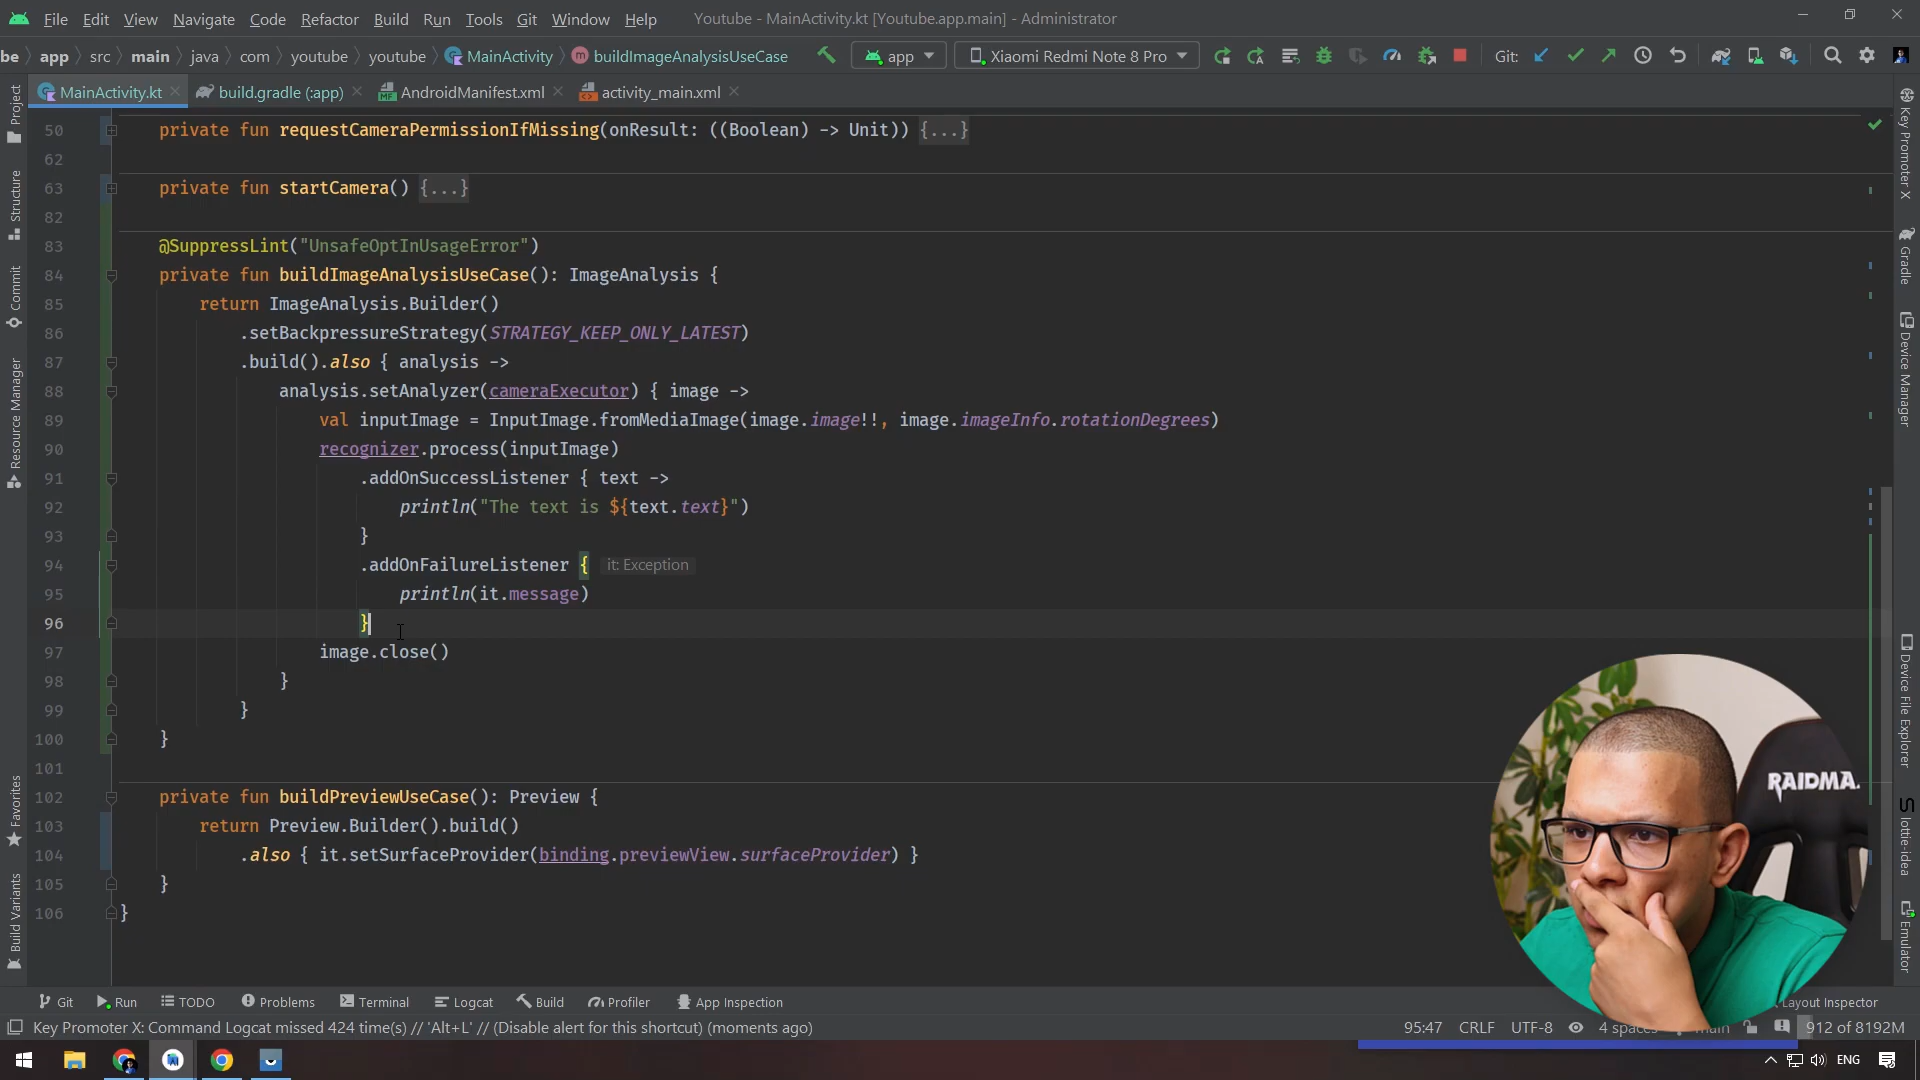 File Edit View Navigate Code Refactor Build Run Tools Git Window Help Youtube - MainActivity.kt [Youtube.app.main] - Administrator
be app src main java com youtube youtube MainActivity m buildImageAnalysisUseCase app Xiaomi Redmi Note 8 Pro Git:
MainActivity.kt build.gradle (:app) AndroidManifest.xml activity_main.xml
50 private fun requestCameraPermissionIfMissing(onResult: ((Boolean) -> Unit)) {...}
62
63 private fun startCamera() {...}
82
83 @SuppressLint("UnsafeOptInUsageError")
84 private fun buildImageAnalysisUseCase(): ImageAnalysis {
85 return ImageAnalysis.Builder()
86 .setBackpressureStrategy(STRATEGY_KEEP_ONLY_LATEST)
87 .build().also { analysis ->
88 analysis.setAnalyzer(cameraExecutor) { image ->
89 val inputImage = InputImage.fromMediaImage(image.image!!, image.imageInfo.rotationDegrees)
90 recognizer.process(inputImage)
91 .addOnSuccessListener { text ->
92 println("The text is ${text.text}")
93 }
94 .addOnFailureListener { it: Exception
95 println(it.message)
96 }
97 image.close()
98 }
99 }
100 }
101
102 private fun buildPreviewUseCase(): Preview {
103 return Preview.Builder().build()
104 .also { it.setSurfaceProvider(binding.previewView.surfaceProvider) }
105 }
106 }
Project
Structure
Commit
Resource Manager
Favorites
Build Variants
Key Promoter X
Gradle
Device Manager
Device File Explorer
lottie-idea
Emulator
RAIDMA
Git Run TODO Problems Terminal Logcat Build Profiler App Inspection Layout Inspector
Key Promoter X: Command Logcat missed 424 time(s) // 'Alt+L' // (Disable alert for this shortcut) (moments ago) 95:47 CRLF UTF-8 4 spaces main 912 of 8192M
ENG